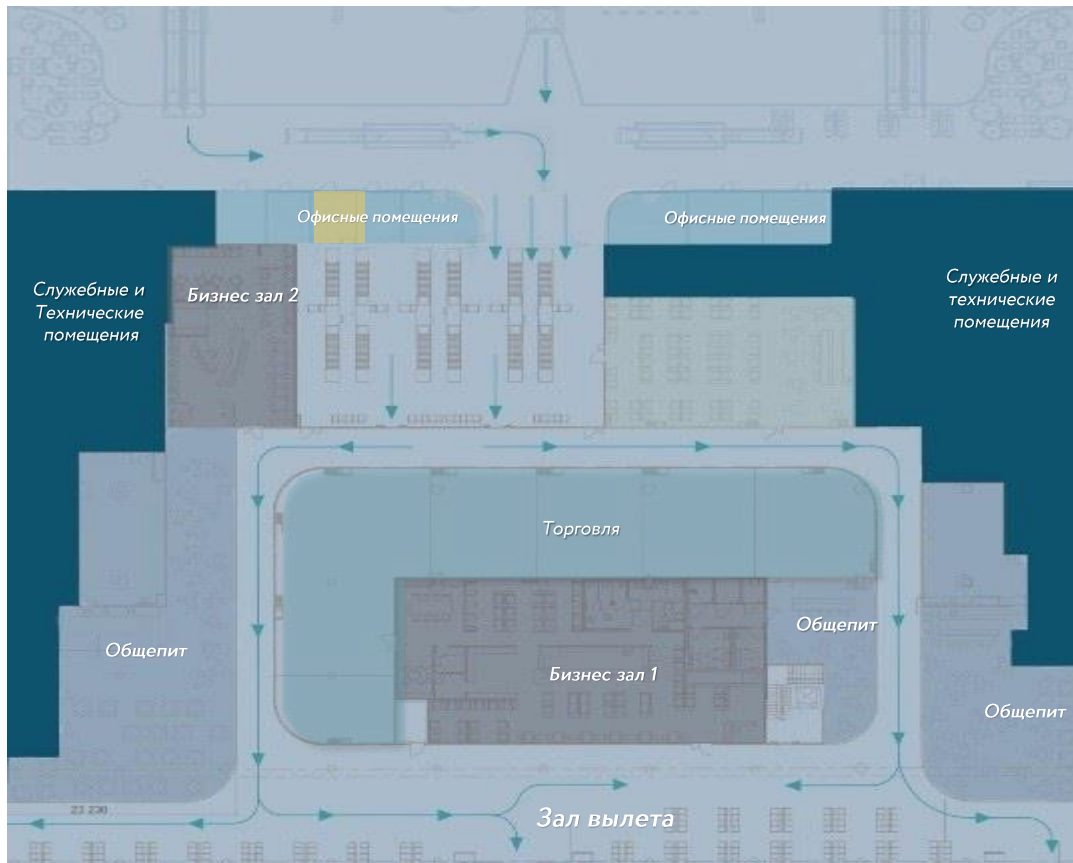 Офисные помещения
Офисные помещения
Служебные и
Технические
помещения
Бизнес зал 2
Служебные и
технические
помещения
Торговля
Общепит
Общепит
Бизнес зал 1
Общепит
Зал вылета